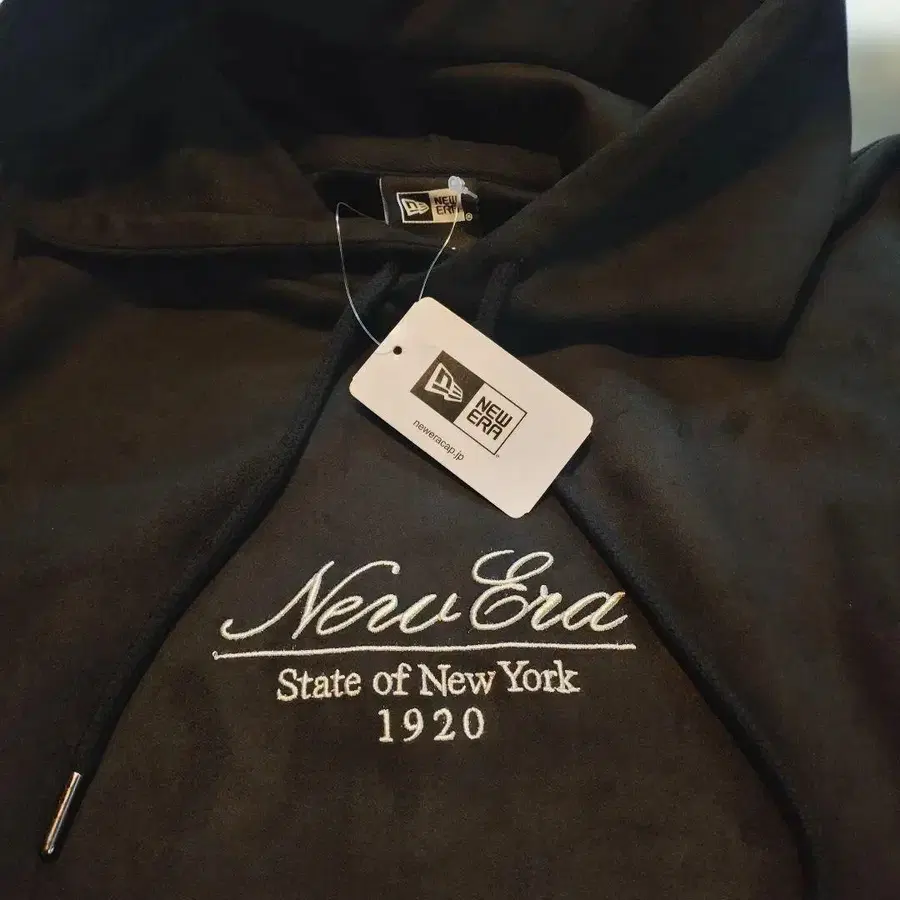 NEW
ERA
®
NEW
ERA
neweracap.jp
New Era
State of New York
1920